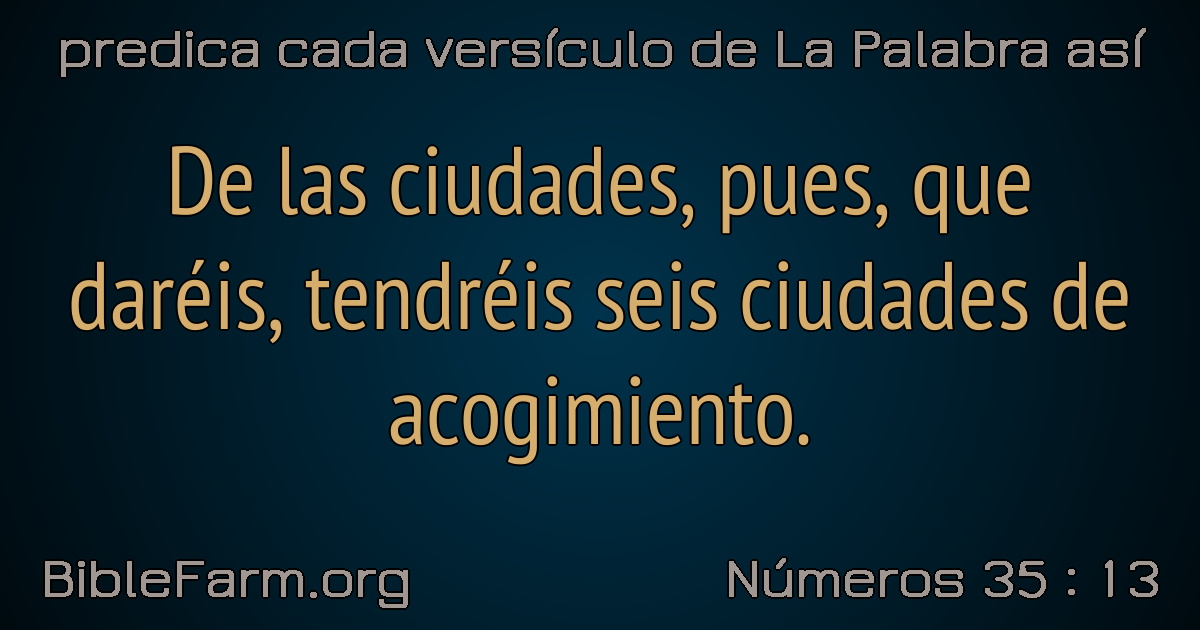 predica cada versículo de La Palabra así
De las ciudades, pues, que
daréis, tendréis seis ciudades de
acogimiento.
BibleFarm.org
Números 35 : 13